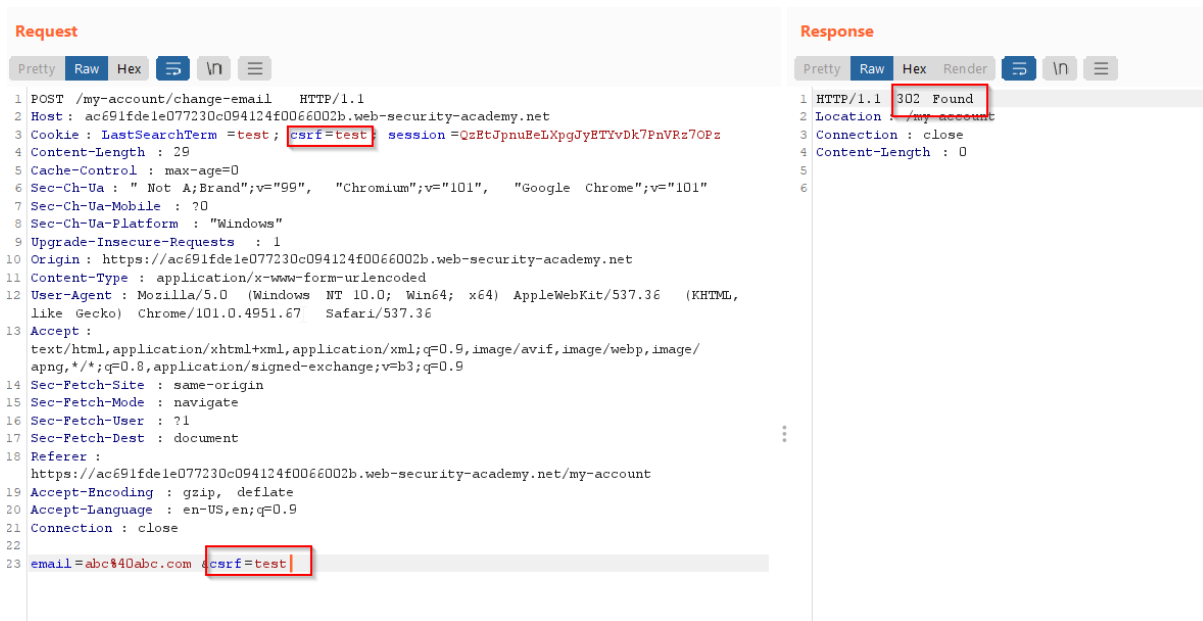 Request
Pretty Raw Hex \n
1 POST /my-account/change-email HTTP/1.1
2 Host : ac691fde1e077230c094124f0066002b.web-security-academy.net
3 Cookie : LastSearchTerm =test ; csrf=test; session =QzEtJpnuEeLXpgJyETYvDk7PnVRz7OPz
4 Content-Length : 29
5 Cache-Control : max-age=0
6 Sec-Ch-Ua : " Not A;Brand";v="99", "Chromium";v="101", "Google Chrome";v="101"
7 Sec-Ch-Ua-Mobile : ?0
8 Sec-Ch-Ua-Platform : "Windows"
9 Upgrade-Insecure-Requests : 1
10 Origin : https://ac691fde1e077230c094124f0066002b.web-security-academy.net
11 Content-Type : application/x-www-form-urlencoded
12 User-Agent : Mozilla/5.0 (Windows NT 10.0; Win64; x64) AppleWebKit/537.36 (KHTML,
like Gecko) Chrome/101.0.4951.67 Safari/537.36
13 Accept :
text/html,application/xhtml+xml,application/xml;q=0.9,image/avif,image/webp,image/
apng,*/*;q=0.8,application/signed-exchange;v=b3;q=0.9
14 Sec-Fetch-Site : same-origin
15 Sec-Fetch-Mode : navigate
16 Sec-Fetch-User : ?1
17 Sec-Fetch-Dest : document
18 Referer :
https://ac691fde1e077230c094124f0066002b.web-security-academy.net/my-account
19 Accept-Encoding : gzip, deflate
20 Accept-Language : en-US,en;q=0.9
21 Connection : close
22
23 email=abc%40abc.com &csrf=test
Response
Pretty Raw Hex Render \n
1 HTTP/1.1 302 Found
2 Location : /my-account
3 Connection : close
4 Content-Length : 0
5
6